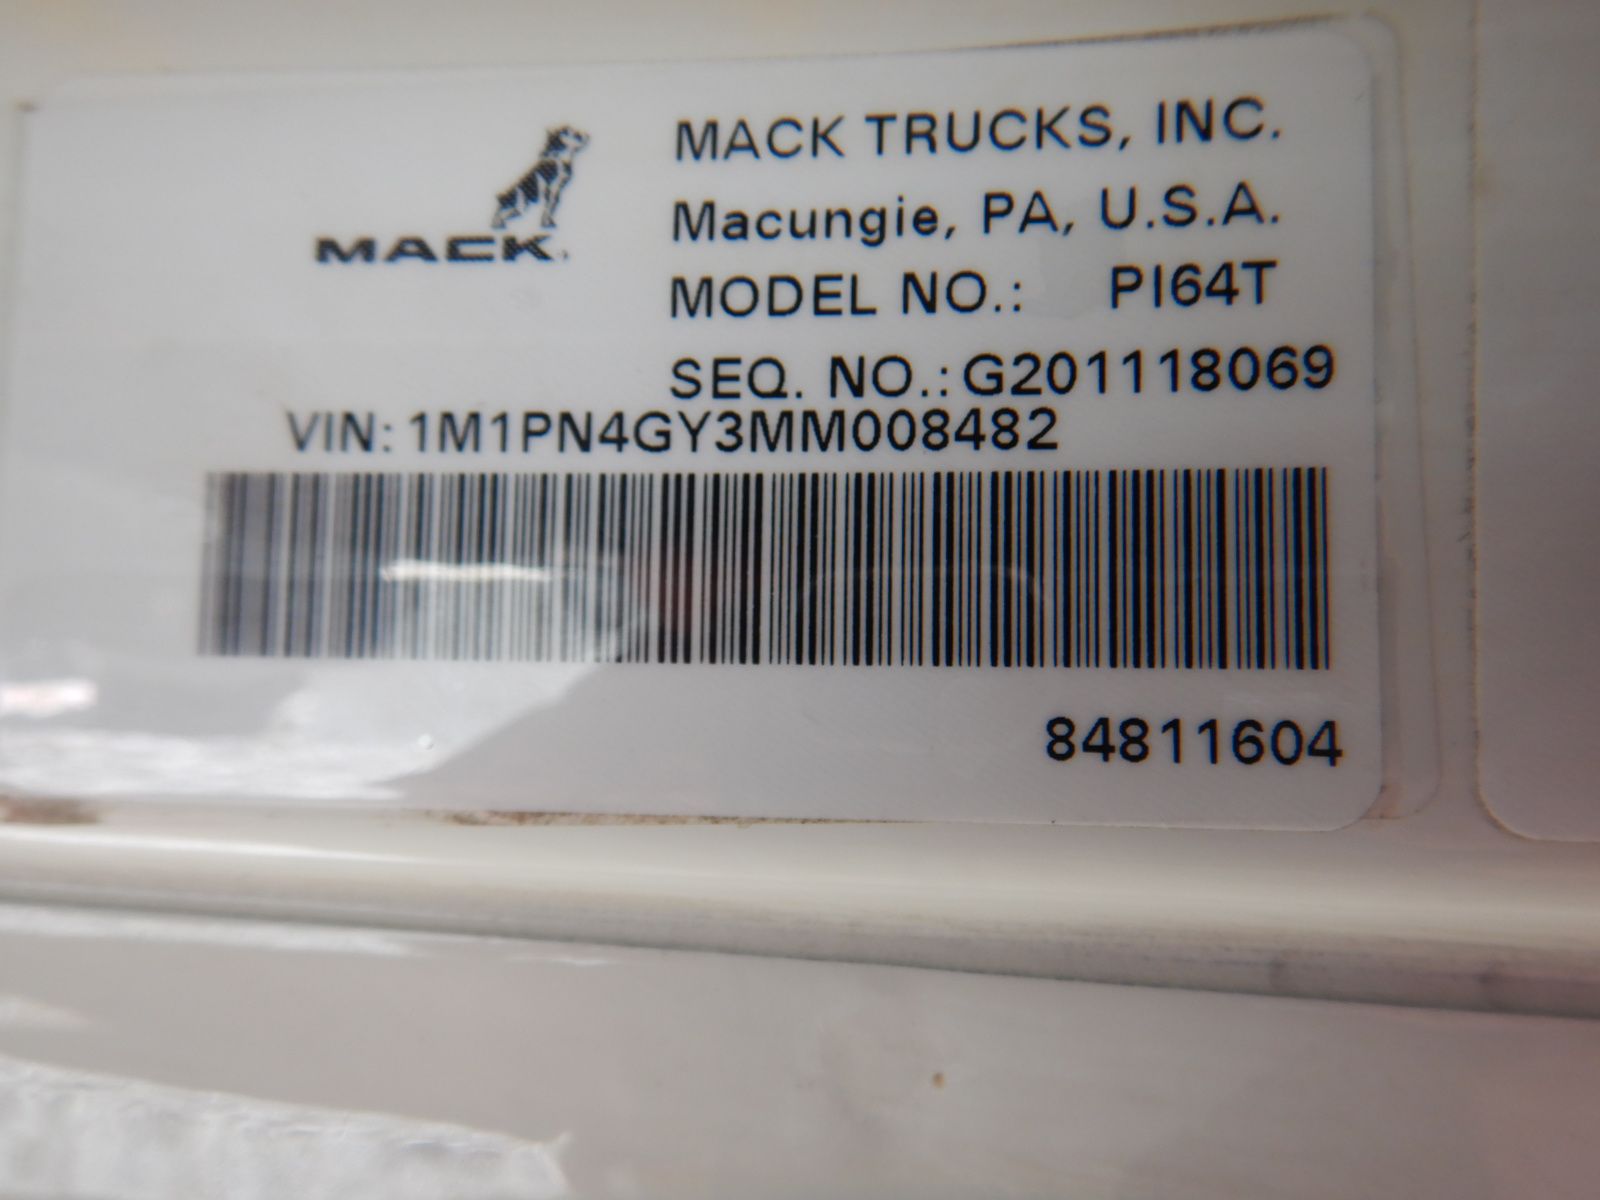 MACK TRUCKS, INC.
MACK.
Macungie, PA, U.S.A.
MODEL NO.: PI64T
SEQ. NO.: G201118069
VIN: 1M1PN4GY3MM008482
84811604